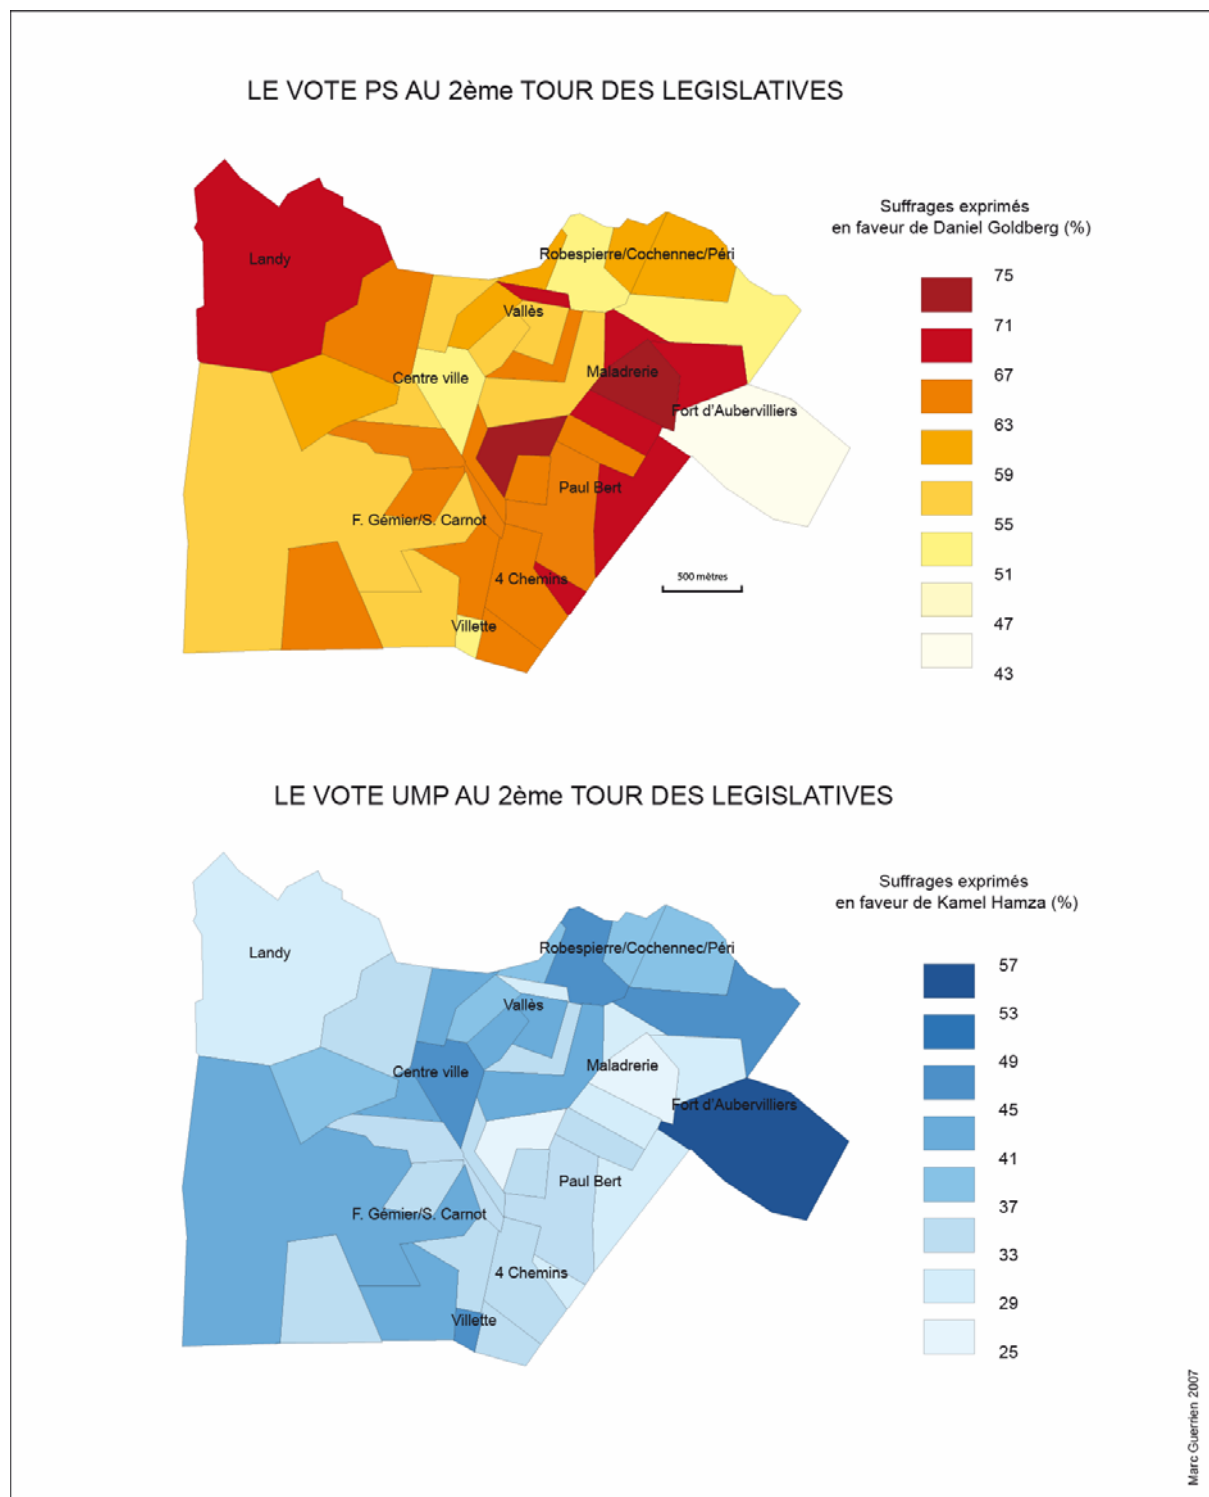 LE VOTE PS AU 2ème TOUR DES LEGISLATIVES
Suffrages exprimés
en faveur de Daniel Goldberg (%)
Landy
Robespierre/Cochennec/Péri
Vallès
Centre ville
Maladrerie
Fort d'Aubervilliers
Paul Bert
F. Gémier/S. Carnot
4 Chemins
Villette
500 mètres
75
71
67
63
59
55
51
47
43
LE VOTE UMP AU 2ème TOUR DES LEGISLATIVES
Suffrages exprimés
en faveur de Kamel Hamza (%)
Landy
Robespierre/Cochennec/Péri
Vallès
Centre ville
Maladrerie
Fort d'Aubervilliers
Paul Bert
F. Gémier/S. Carnot
4 Chemins
Villette
57
53
49
45
41
37
33
29
25
Marc Guerrien 2007